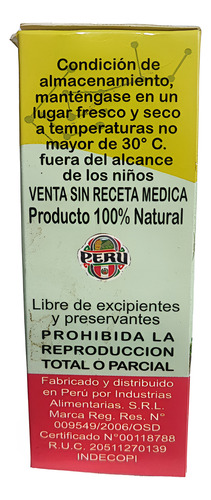 Condición de
almacenamiento,
manténgase en un
lugar fresco y seco
a temperaturas no
mayor de 30° C.
fuera del alcance
de los niños
VENTA SIN RECETA MEDICA
Producto 100% Natural
PERÚ
Libre de excipientes
y preservantes
PROHIBIDA LA
REPRODUCCION
TOTAL O PARCIAL
Fabricado y distribuido
en Perú por Industrias
Alimentarias. S.R.L.
Marca Reg. Res. N°
009549/2006/OSD
Certificado N°00118788
R.U.C. 20511270139
INDECOPI